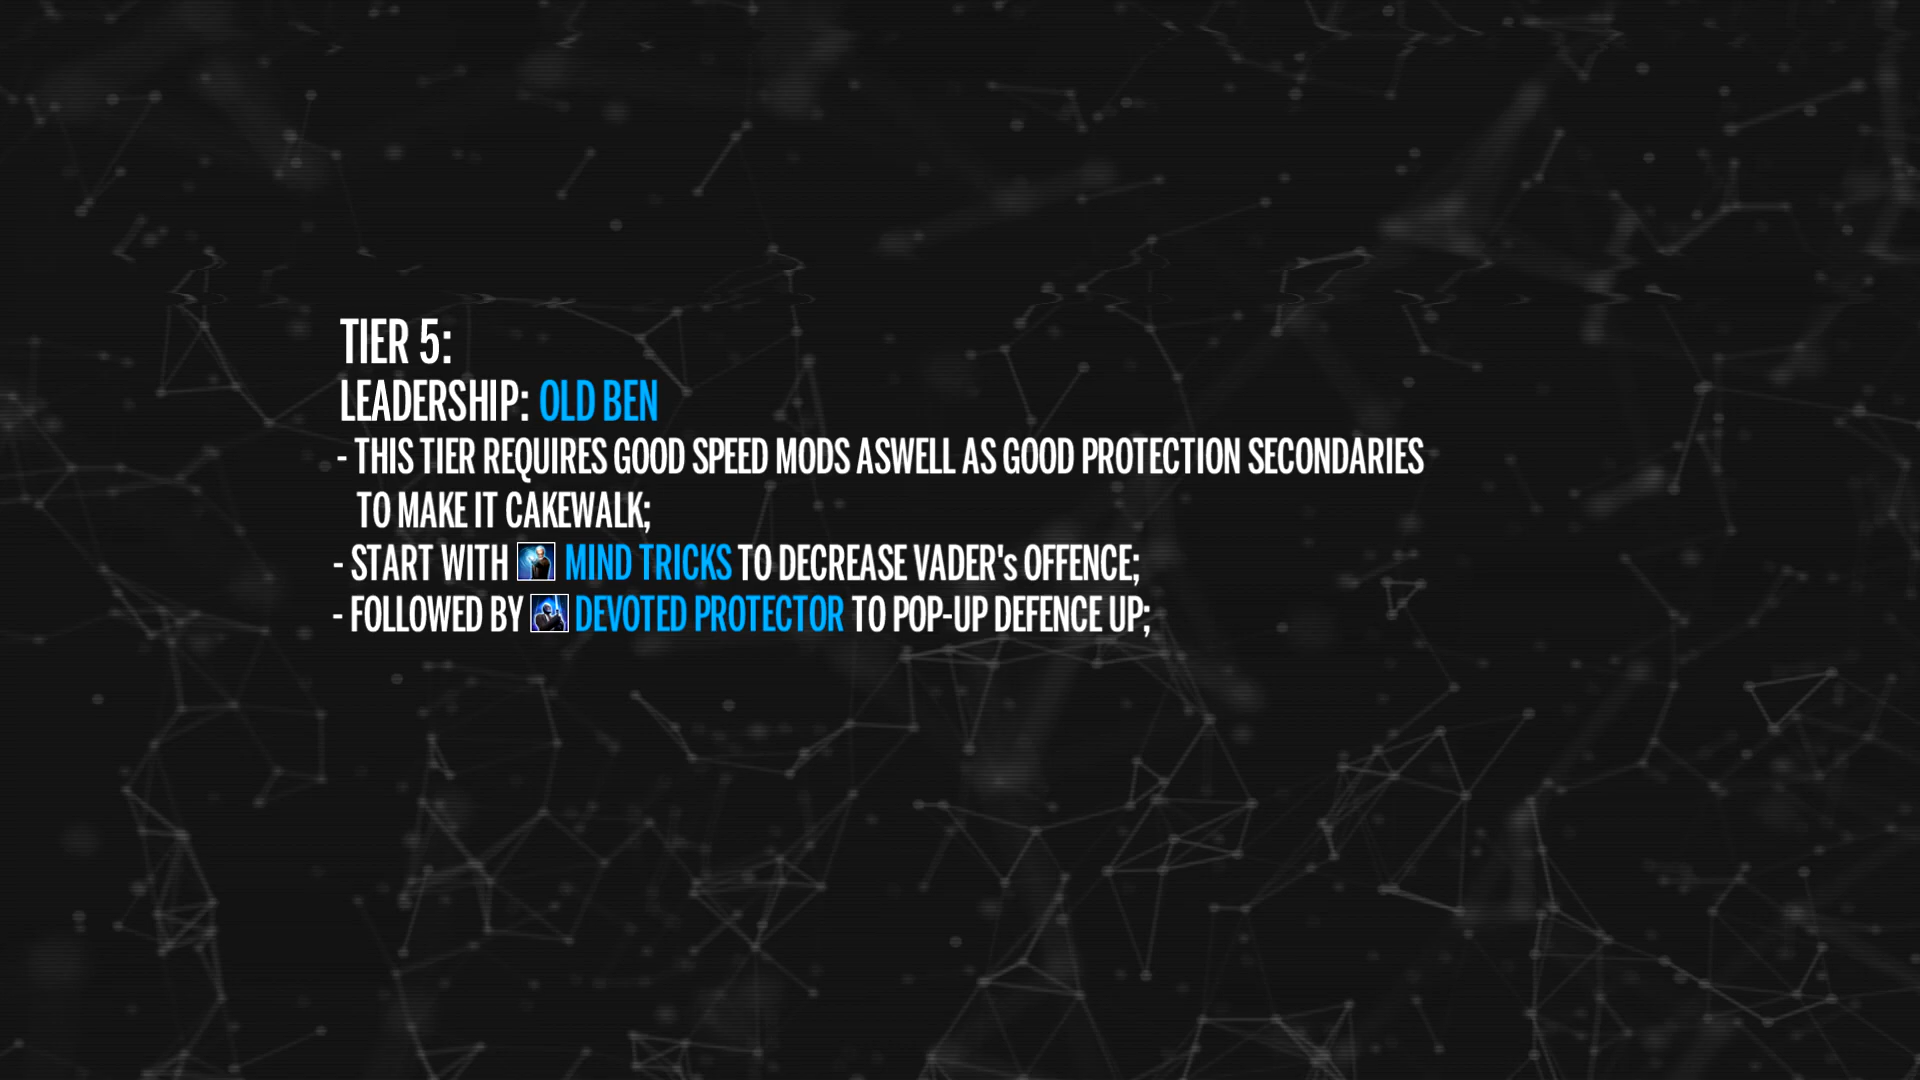 TIER 5:
LEADERSHIP: OLD BEN
- THIS TIER REQUIRES GOOD SPEED MODS ASWELL AS GOOD PROTECTION SECONDARIES
TO MAKE IT CAKEWALK;
- START WITH MIND TRICKS TO DECREASE VADER's OFFENCE;
- FOLLOWED BY DEVOTED PROTECTOR TO POP-UP DEFENCE UP;